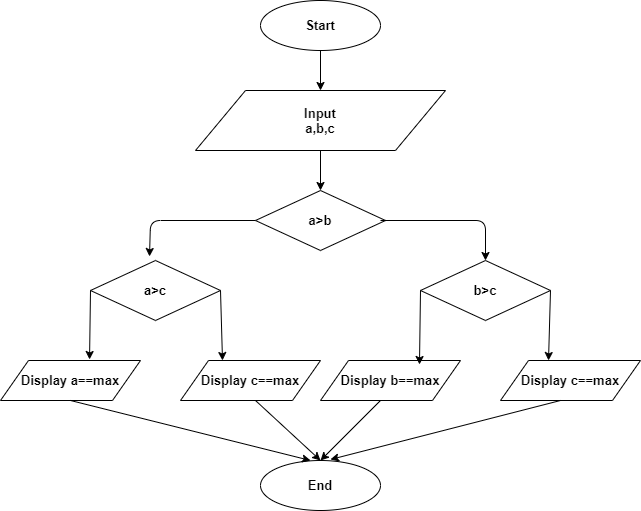 Start
Input
a,b,c
a>b
a>c
b>c
Display a==max
Display c==max
Display b==max
Display c==max
End